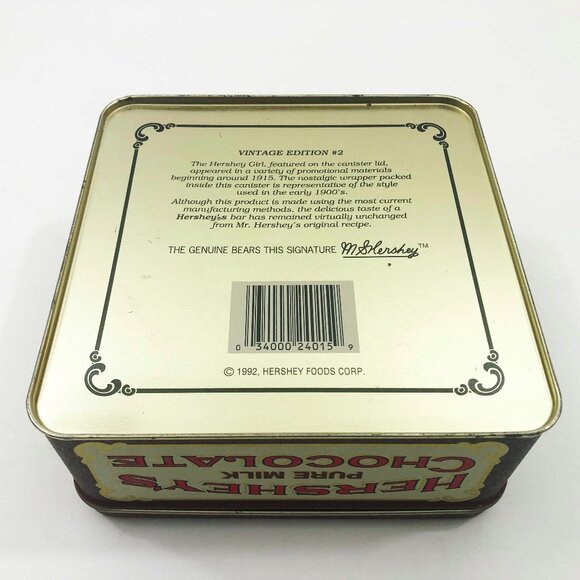 VINTAGE EDITION #2
The Hershey Girl, featured on the canister lid,
appeared in a variety of promotional materials
beginning around 1915. The nostalgic wrapper packed
inside this canister is representative of the style
used in the early 1900's.
Although this product is made using the most current
manufacturing methods, the delicious taste of a
Hershey's bar has remained virtually unchanged
from Mr. Hershey's original recipe.
THE GENUINE BEARS THIS SIGNATURE M.S. Hershey™
0 34000 24015 9
© 1992, HERSHEY FOODS CORP.
HERSHEY'S
PURE MILK
CHOCOLATE